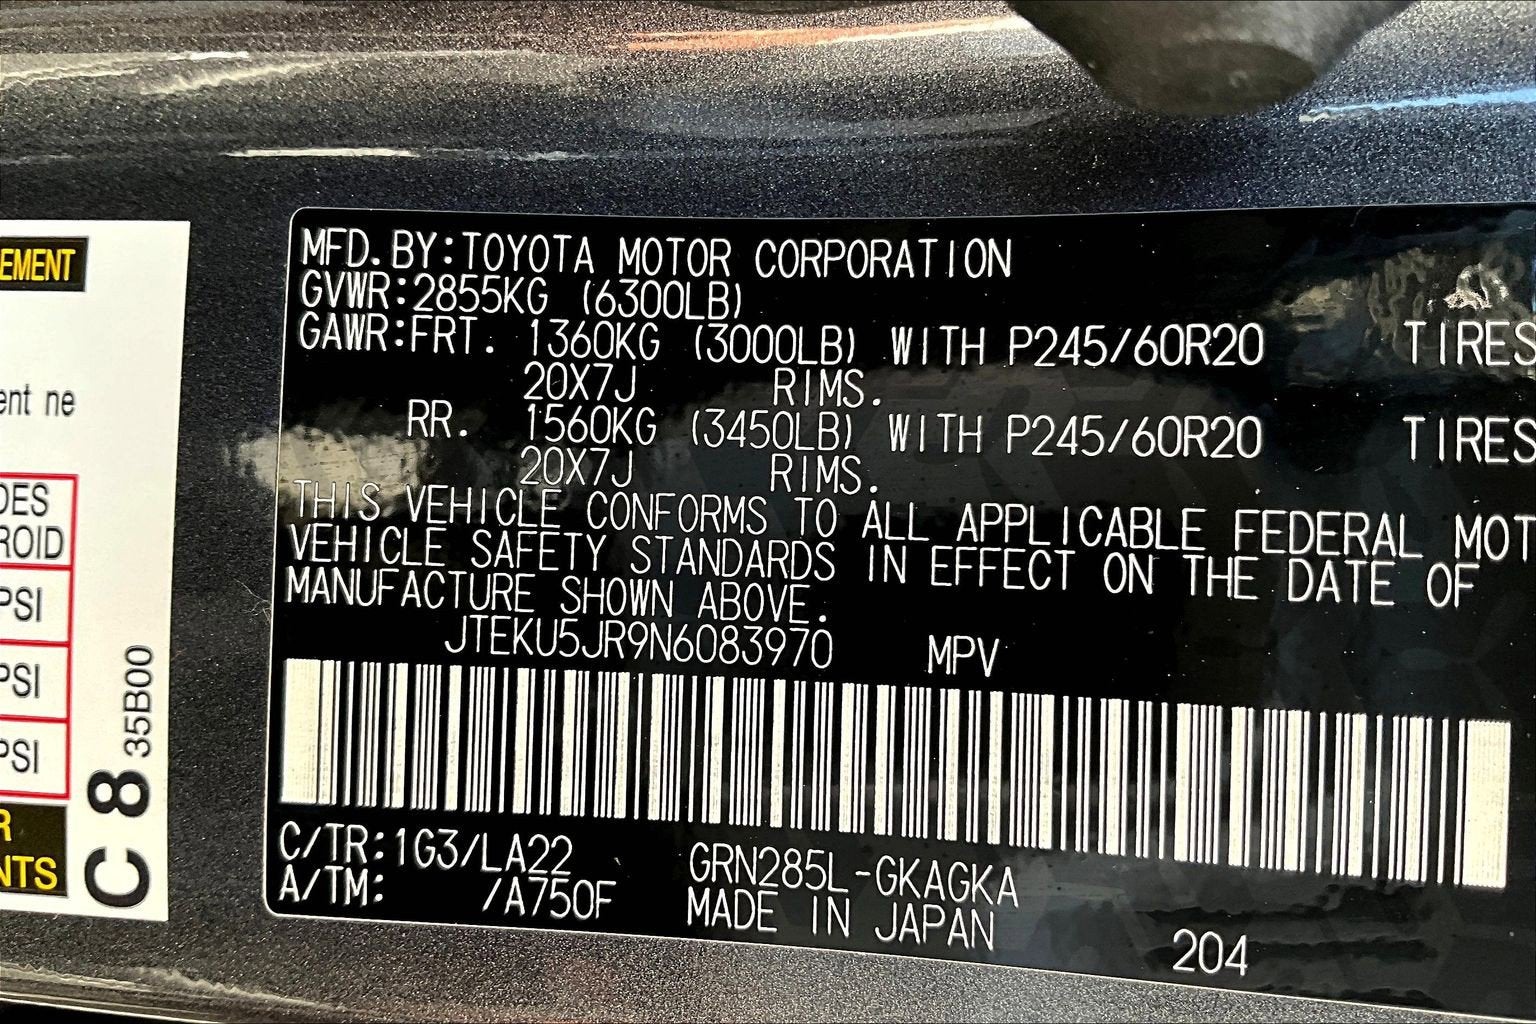 EMENT
ent ne
DES
ROID
PSI
PSI
PSI
R
NTS
C 8 35B00
MFD. BY:TOYOTA MOTOR CORPORATION
GVWR:2855KG (6300LB)
GAWR:FRT. 1360KG (3000LB) WITH P245/60R20 TIRES
20X7J RIMS.
RR. 1560KG (3450LB) WITH P245/60R20 TIRES
20X7J RIMS.
THIS VEHICLE CONFORMS TO ALL APPLICABLE FEDERAL MOT
VEHICLE SAFETY STANDARDS IN EFFECT ON THE DATE OF
MANUFACTURE SHOWN ABOVE.
JTEKU5JR9N6083970 MPV
C/TR:1G3/LA22 GRN285L-GKAGKA
A/TM: /A750F MADE IN JAPAN
204